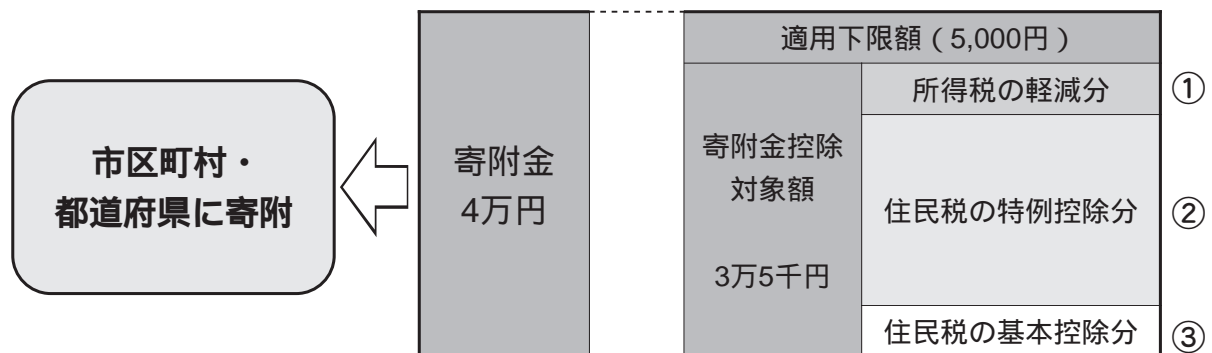 市区町村・
都道府県に寄附
寄附金
4万円
適用下限額（5,000円）
寄附金控除
対象額
3万5千円
所得税の軽減分
①
住民税の特例控除分
②
住民税の基本控除分
③